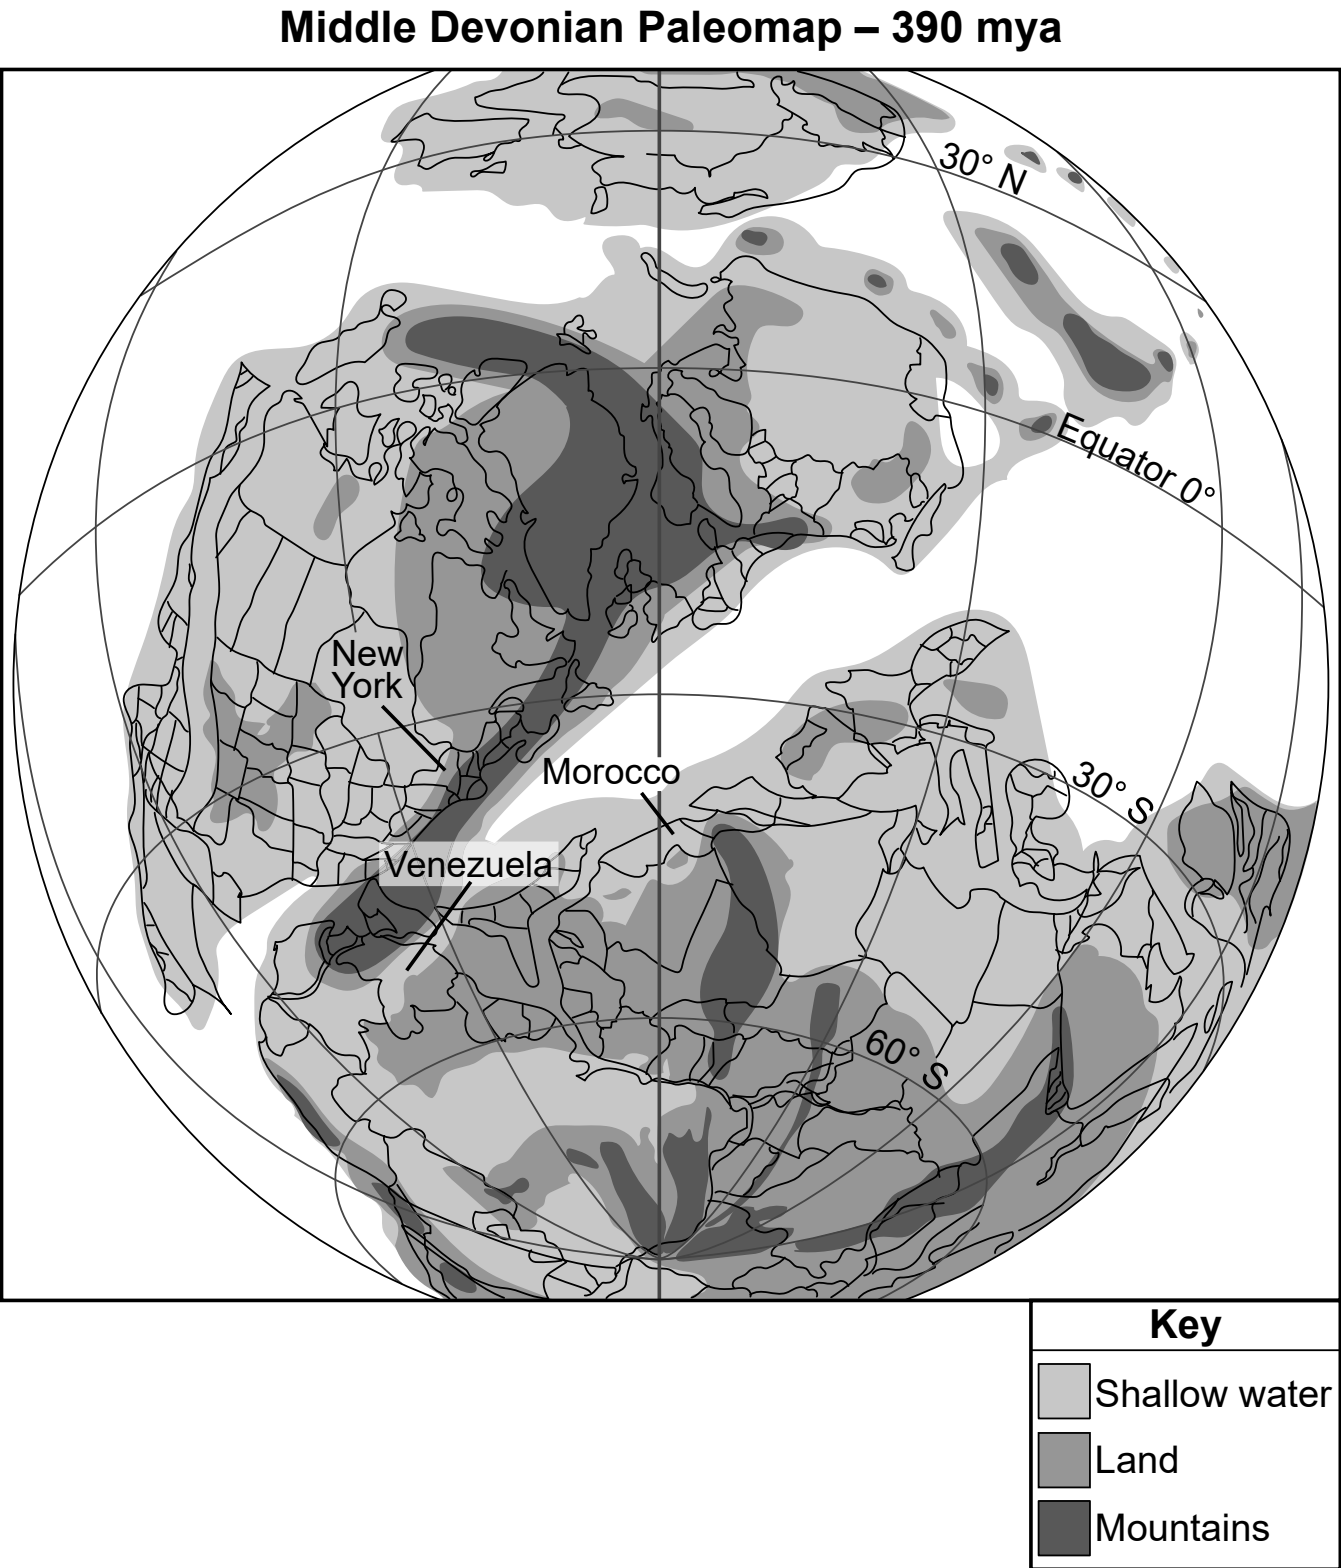 Middle Devonian Paleomap – 390 mya
30° N
Equator 0°
New
York
Morocco
30° S
Venezuela
60° S
Key
Shallow water
Land
Mountains